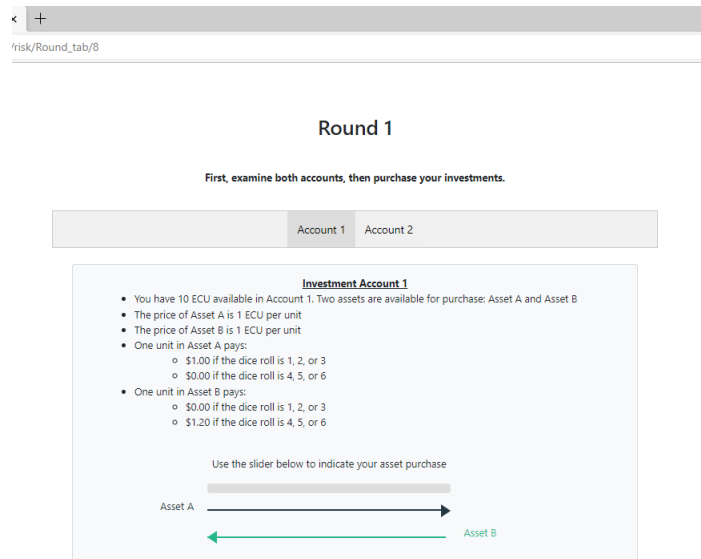 /risk/Round_tab/8
Round 1
First, examine both accounts, then purchase your investments.
Account 1 Account 2
Investment Account 1
• You have 10 ECU available in Account 1. Two assets are available for purchase: Asset A and Asset B
• The price of Asset A is 1 ECU per unit
• The price of Asset B is 1 ECU per unit
• One unit in Asset A pays:
○ $1.00 if the dice roll is 1, 2, or 3
○ $0.00 if the dice roll is 4, 5, or 6
• One unit in Asset B pays:
○ $0.00 if the dice roll is 1, 2, or 3
○ $1.20 if the dice roll is 4, 5, or 6
Use the slider below to indicate your asset purchase
Asset A
Asset B